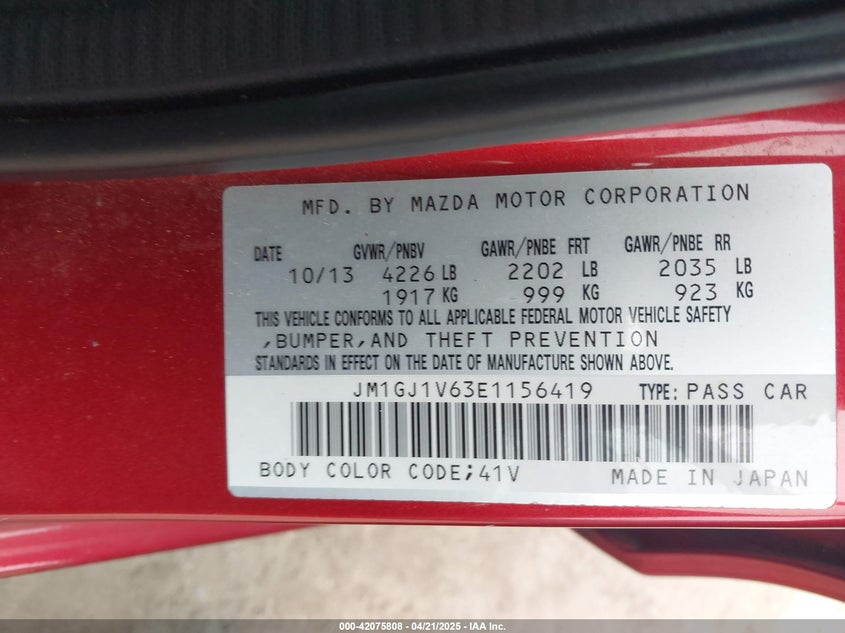 MFD. BY MAZDA MOTOR CORPORATION
DATE GVWR/PNBV GAWR/PNBE FRT GAWR/PNBE RR
10/13 4226 LB 2202 LB 2035 LB
1917 KG 999 KG 923 KG
THIS VEHICLE CONFORMS TO ALL APPLICABLE FEDERAL MOTOR VEHICLE SAFETY
,BUMPER,AND THEFT PREVENTION
STANDARDS IN EFFECT ON THE DATE OF MANUFACTURE SHOWN ABOVE.
JM1GJ1V63E1156419 TYPE: PASS CAR
BODY COLOR CODE;41V MADE IN JAPAN
000-42075808 - 04/21/2025 - IAA Inc.